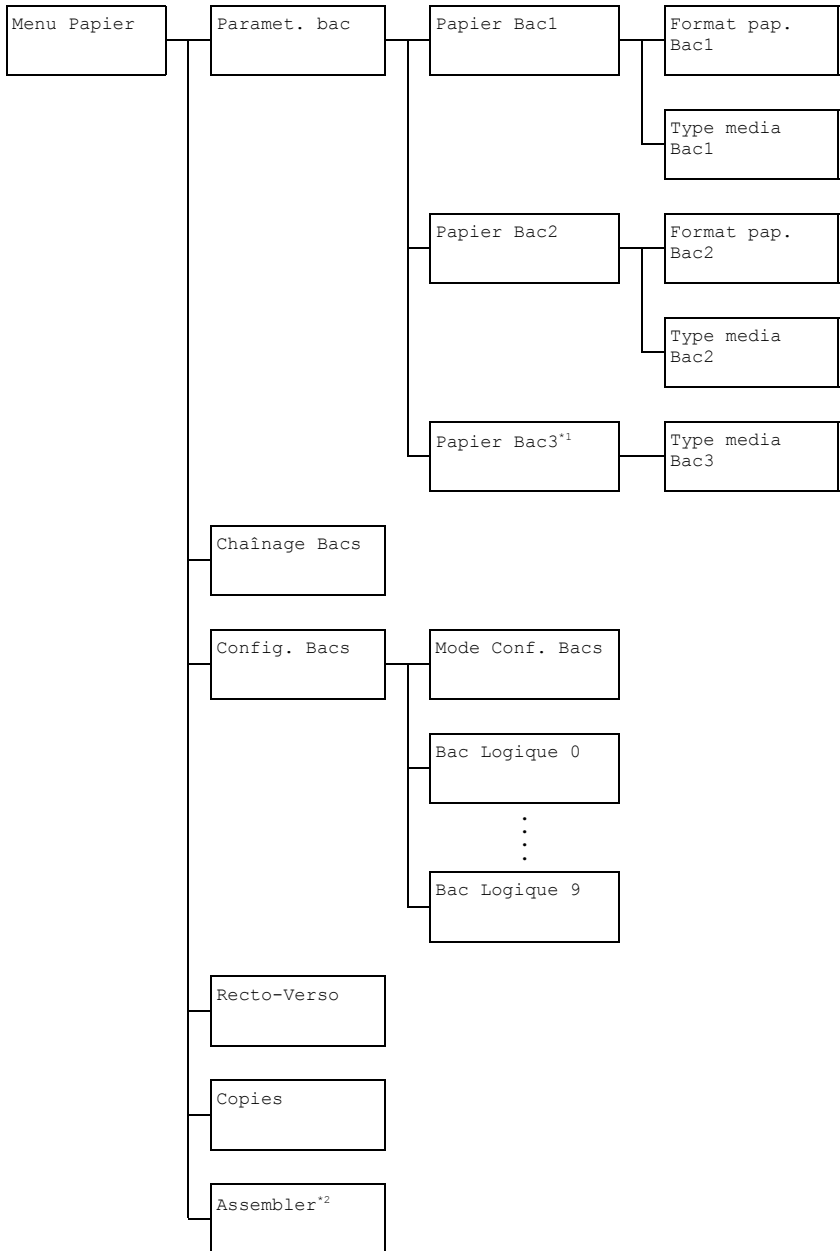 Menu Papier
Paramet. bac
Papier Bac1
Format pap.
Bac1
Type media
Bac1
Papier Bac2
Format pap.
Bac2
Type media
Bac2
Papier Bac3*1
Type media
Bac3
Chaînage Bacs
Config. Bacs
Mode Conf. Bacs
Bac Logique 0
Bac Logique 9
Recto-Verso
Copies
Assembler*2